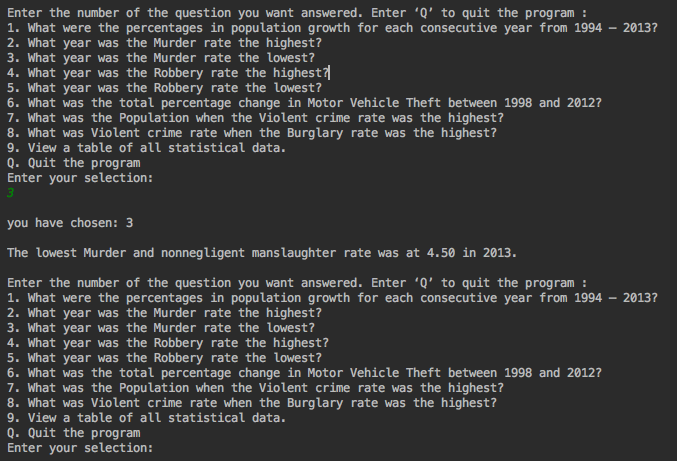 Enter the number of the question you want answered. Enter ‘Q’ to quit the program :
1. What were the percentages in population growth for each consecutive year from 1994 – 2013?
2. What year was the Murder rate the highest?
3. What year was the Murder rate the lowest?
4. What year was the Robbery rate the highest?
5. What year was the Robbery rate the lowest?
6. What was the total percentage change in Motor Vehicle Theft between 1998 and 2012?
7. What was the Population when the Violent crime rate was the highest?
8. What was Violent crime rate when the Burglary rate was the highest?
9. View a table of all statistical data.
Q. Quit the program
Enter your selection:
3
you have chosen: 3
The lowest Murder and nonnegligent manslaughter rate was at 4.50 in 2013.
Enter the number of the question you want answered. Enter ‘Q’ to quit the program :
1. What were the percentages in population growth for each consecutive year from 1994 – 2013?
2. What year was the Murder rate the highest?
3. What year was the Murder rate the lowest?
4. What year was the Robbery rate the highest?
5. What year was the Robbery rate the lowest?
6. What was the total percentage change in Motor Vehicle Theft between 1998 and 2012?
7. What was the Population when the Violent crime rate was the highest?
8. What was Violent crime rate when the Burglary rate was the highest?
9. View a table of all statistical data.
Q. Quit the program
Enter your selection: